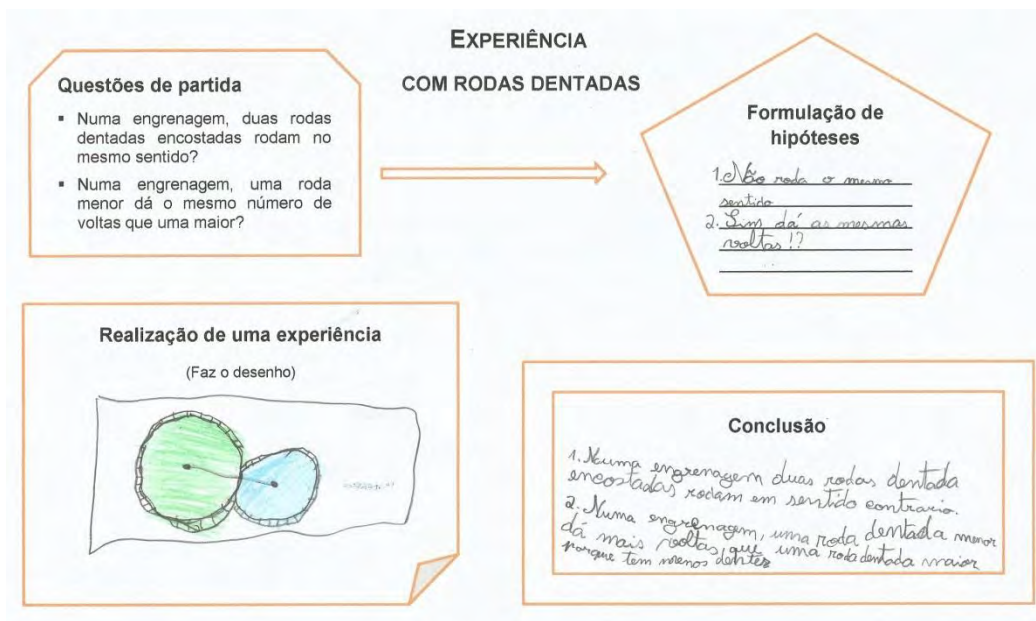 EXPERIÊNCIA
COM RODAS DENTADAS
Questões de partida
▪ Numa engrenagem, duas rodas
dentadas encostadas rodam no
mesmo sentido?
▪ Numa engrenagem, uma roda
menor dá o mesmo número de
voltas que uma maior?
Formulação de
hipóteses
1. Não roda o mesmo
sentido
2. Sim dá as mesmas
voltas!?
Realização de uma experiência
(Faz o desenho)
Conclusão
1. Numa engrenagem duas rodas dentada
encostadas rodam em sentido contrario.
2. Numa engrenagem, uma roda dentada menor
dá mais voltas que uma roda dentada maior
porque tem menos dentes